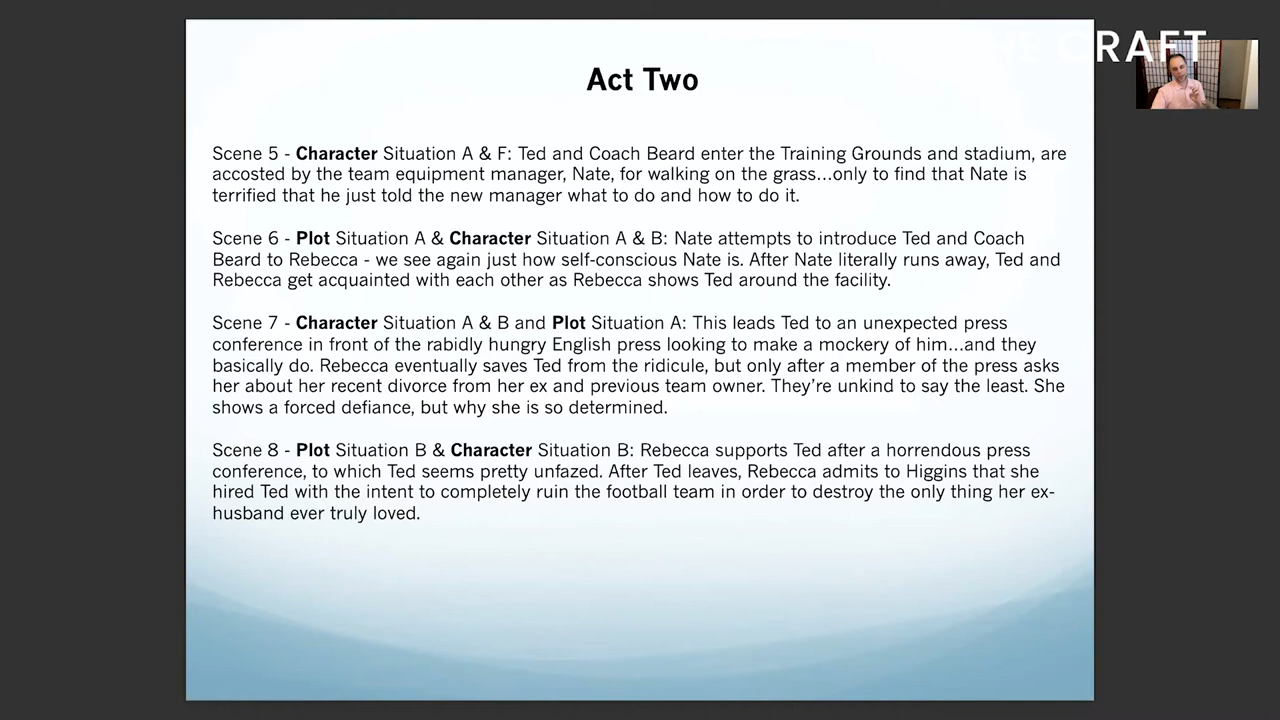 THE CRAFT
Act Two
Scene 5 - Character Situation A & F: Ted and Coach Beard enter the Training Grounds and stadium, are
accosted by the team equipment manager, Nate, for walking on the grass...only to find that Nate is
terrified that he just told the new manager what to do and how to do it.
Scene 6 - Plot Situation A & Character Situation A & B: Nate attempts to introduce Ted and Coach
Beard to Rebecca - we see again just how self-conscious Nate is. After Nate literally runs away, Ted and
Rebecca get acquainted with each other as Rebecca shows Ted around the facility.
Scene 7 - Character Situation A & B and Plot Situation A: This leads Ted to an unexpected press
conference in front of the rabidly hungry English press looking to make a mockery of him...and they
basically do. Rebecca eventually saves Ted from the ridicule, but only after a member of the press asks
her about her recent divorce from her ex and previous team owner. They're unkind to say the least. She
shows a forced defiance, but why she is so determined.
Scene 8 - Plot Situation B & Character Situation B: Rebecca supports Ted after a horrendous press
conference, to which Ted seems pretty unfazed. After Ted leaves, Rebecca admits to Higgins that she
hired Ted with the intent to completely ruin the football team in order to destroy the only thing her ex-
husband ever truly loved.